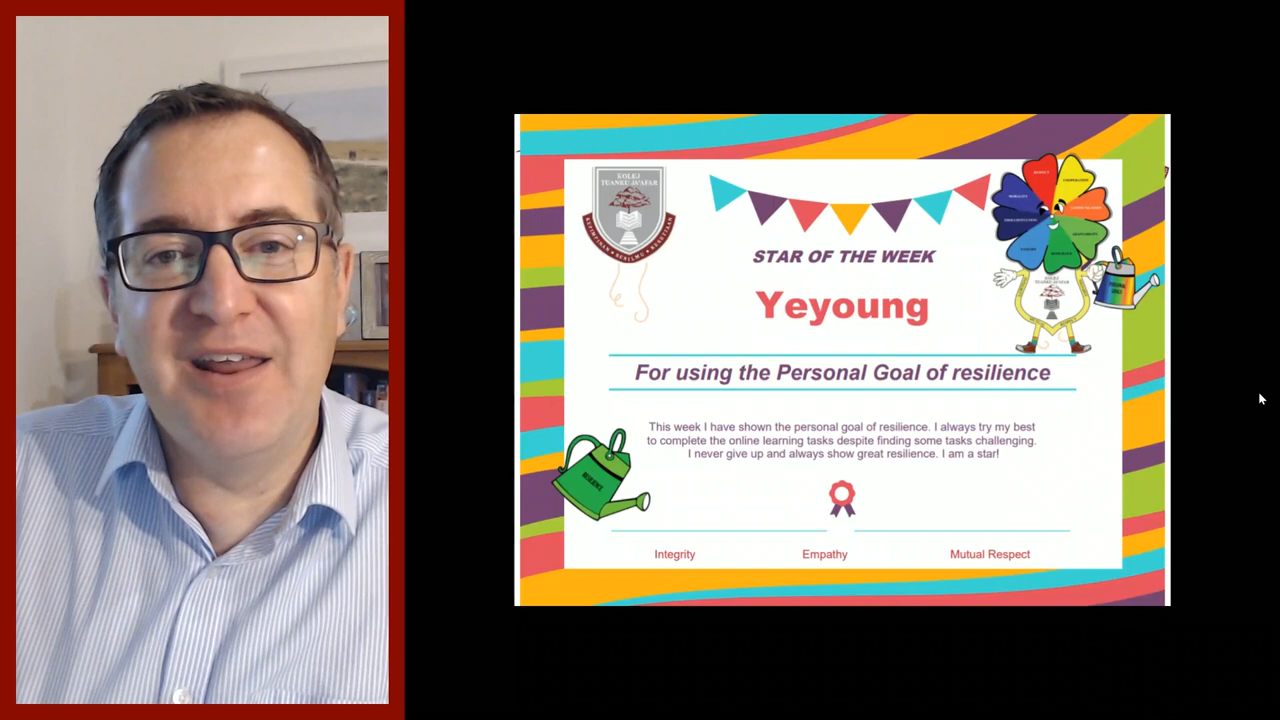 KOLEJ
TUANKU JA'AFAR
STAR OF THE WEEK
Yeyoung
For using the Personal Goal of resilience
This week I have shown the personal goal of resilience. I always try my best
to complete the online learning tasks despite finding some tasks challenging.
I never give up and always show great resilience. I am a star!
RESILIENCE
Integrity
Empathy
Mutual Respect